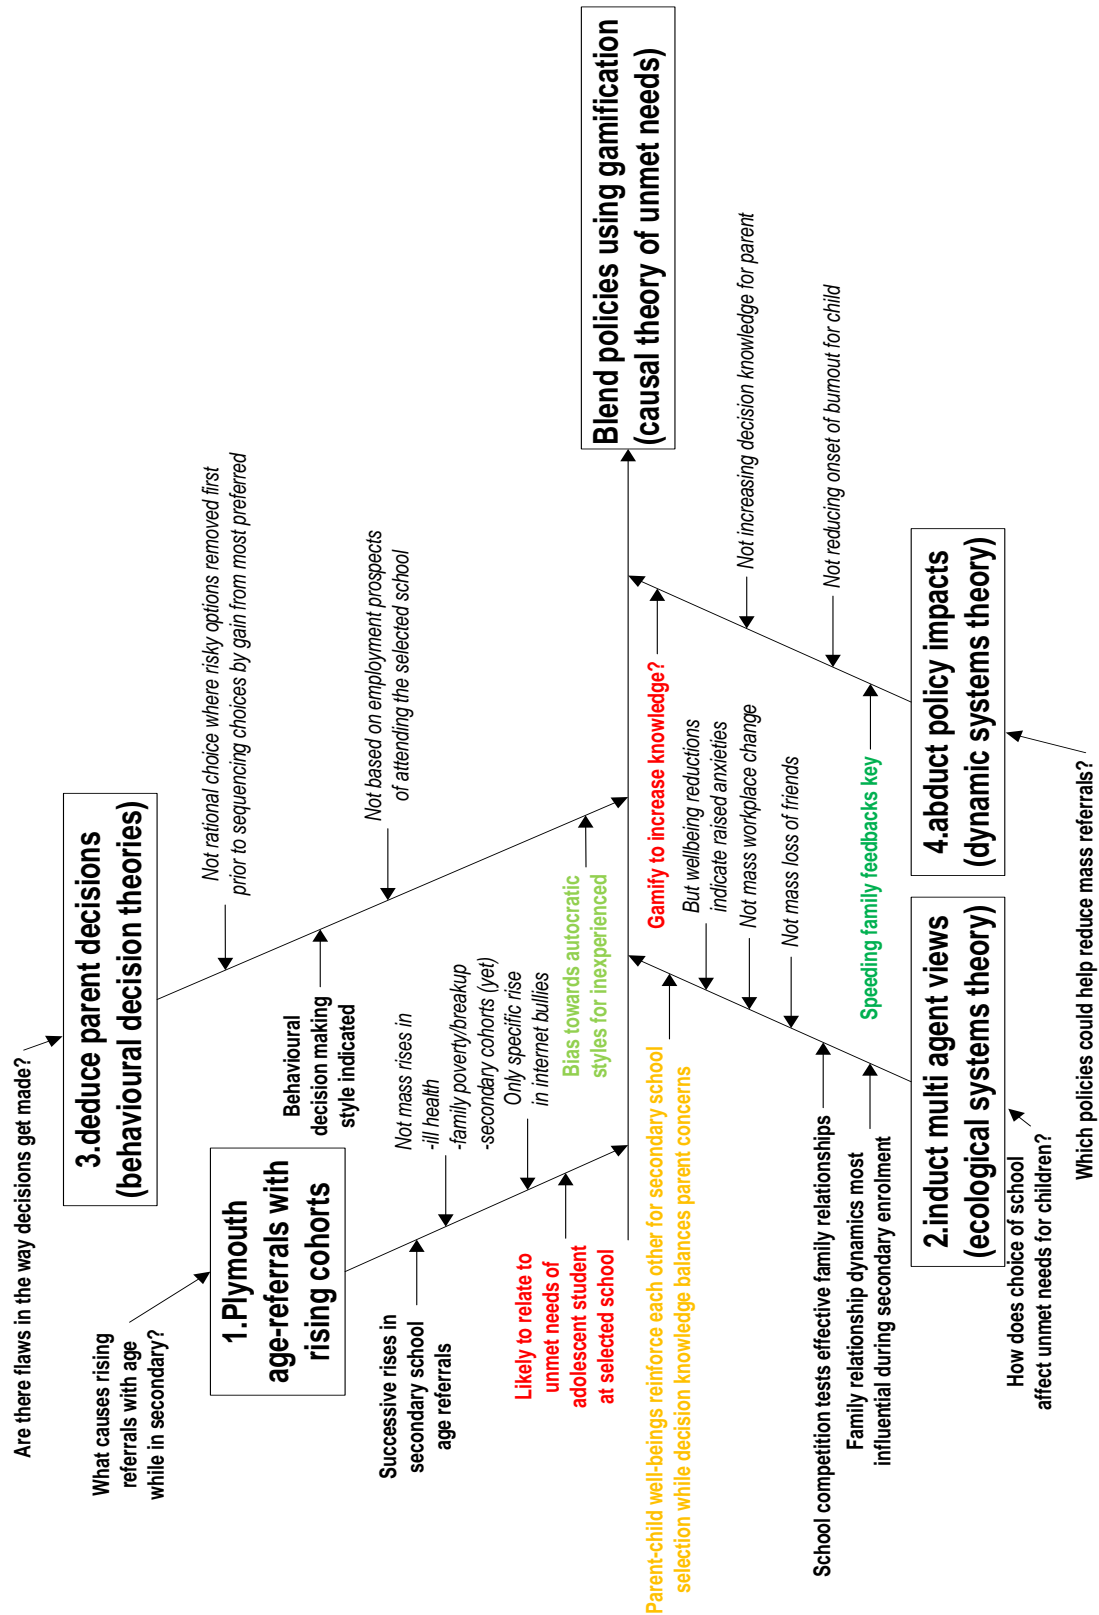 Are there flaws in the way decisions get made?
What causes rising
referrals with age
while in secondary?
3.deduce parent decisions
(behavioural decision theories)
1.Plymouth
age-referrals with
rising cohorts
Not rational choice where risky options removed first
prior to sequencing choices by gain from most preferred
Behavioural
decision making
style indicated
Not based on employment prospects
of attending the selected school
Successive rises in
secondary school
age referrals
Not mass rises in
-ill health
-family poverty/breakup
-secondary cohorts (yet)
Only specific rise
in internet bullies
Likely to relate to
unmet needs of
adolescent student
at selected school
Bias towards autocratic
styles for inexperienced
Blend policies using gamification
(causal theory of unmet needs)
Parent-child well-beings reinforce each other for secondary school
selection while decision knowledge balances parent concerns
But wellbeing reductions
indicate raised anxieties
Not mass workplace change
Not mass loss of friends
School competition tests effective family relationships
Family relationship dynamics most
influential during secondary enrolment
Gamify to increase knowledge?
Not increasing decision knowledge for parent
Not reducing onset of burnout for child
Speeding family feedbacks key
2.induct multi agent views
(ecological systems theory)
4.abduct policy impacts
(dynamic systems theory)
How does choice of school
affect unmet needs for children?
Which policies could help reduce mass referrals?